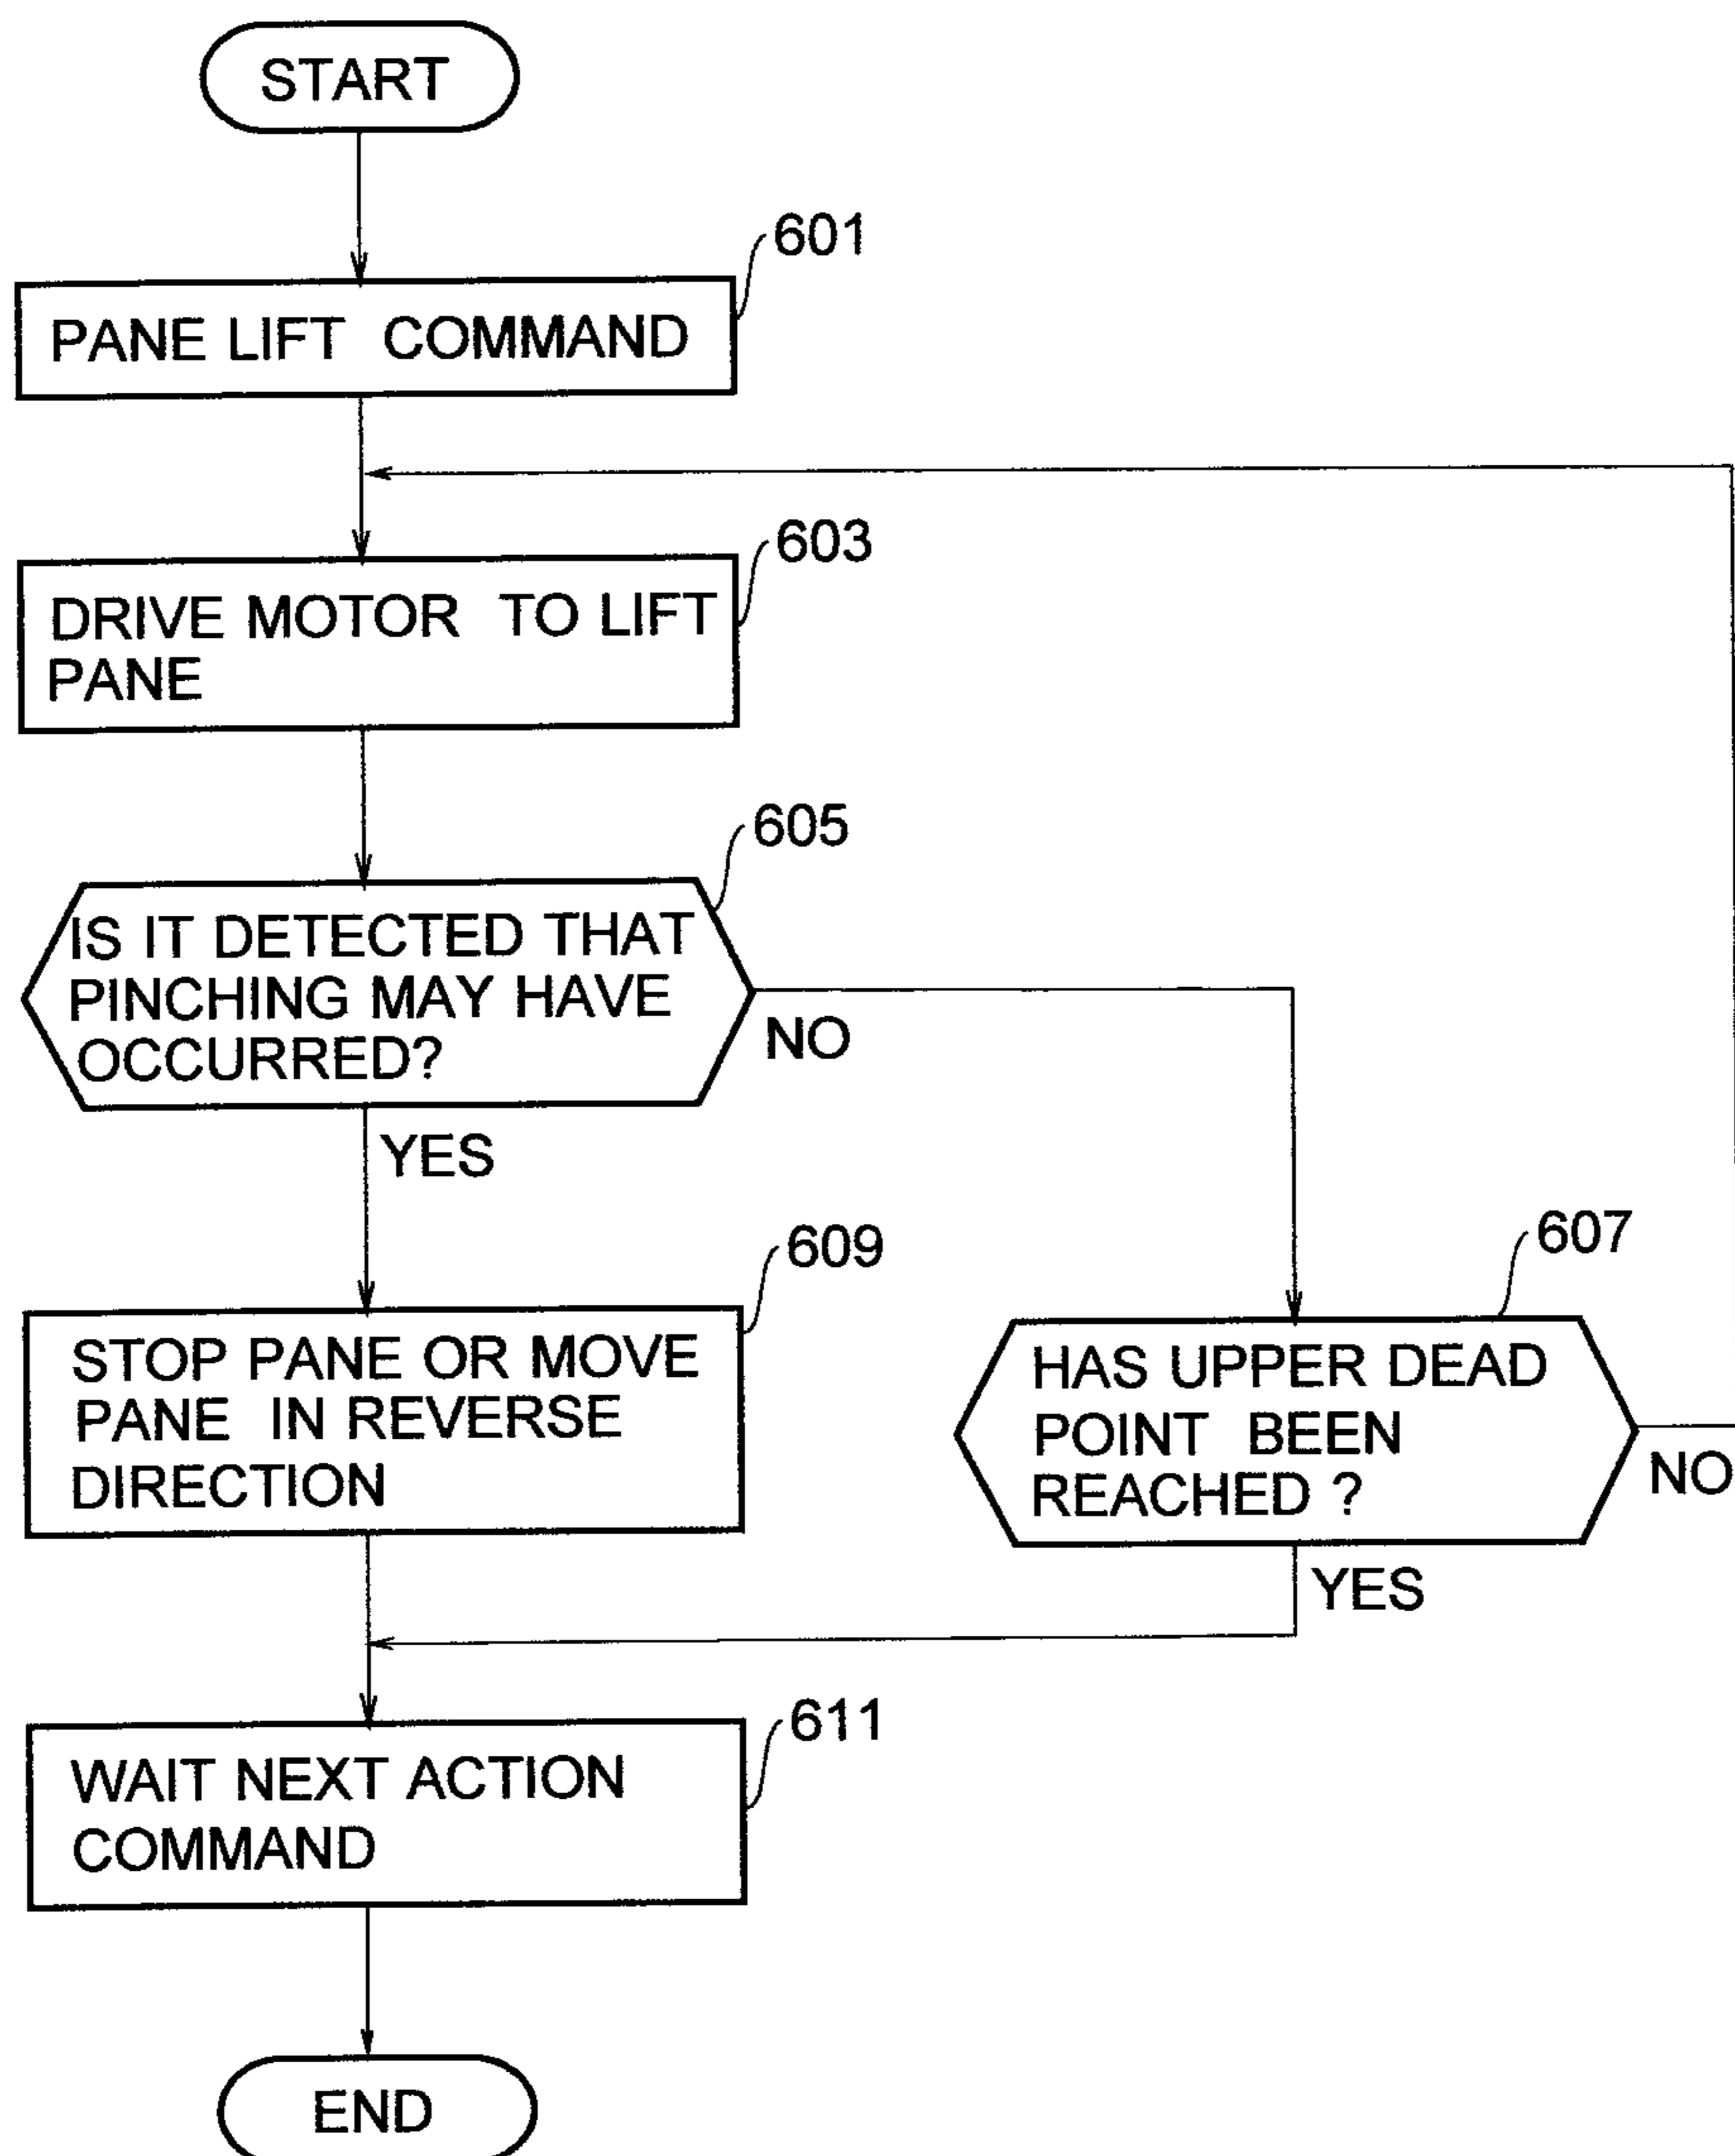 START
601
PANE LIFT COMMAND
603
DRIVE MOTOR TO LIFT
PANE
605
IS IT DETECTED THAT
PINCHING MAY HAVE
OCCURRED?
NO
YES
609
STOP PANE OR MOVE
PANE IN REVERSE
DIRECTION
607
HAS UPPER DEAD
POINT BEEN
REACHED ?
NO
YES
611
WAIT NEXT ACTION
COMMAND
END